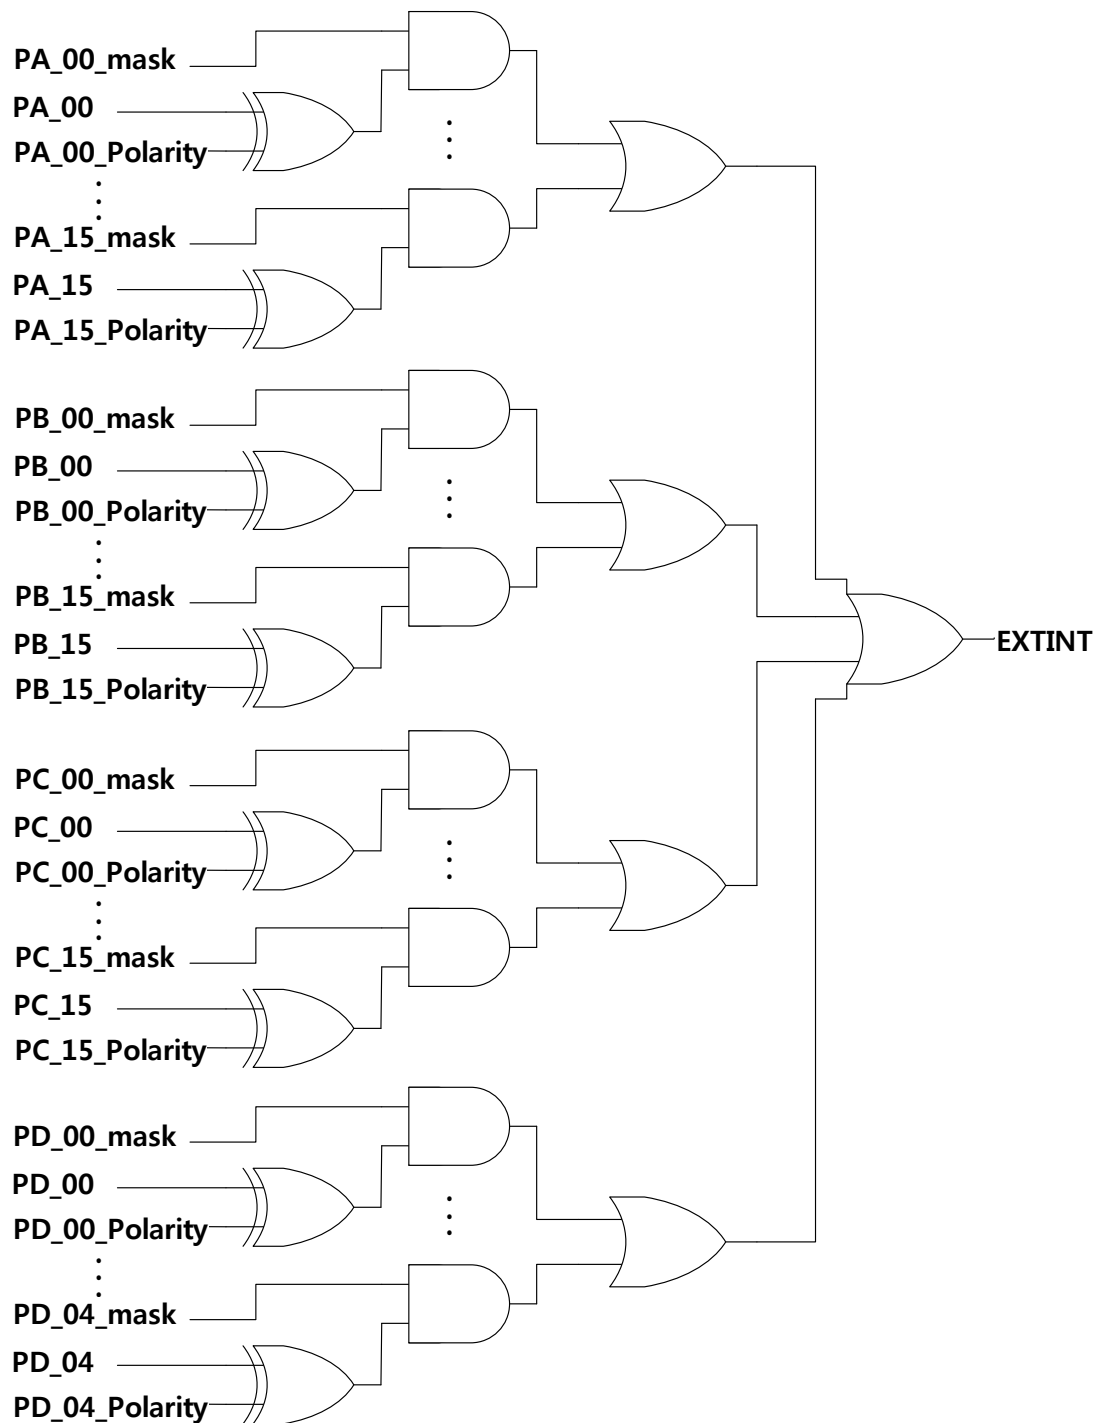 PA_00_mask
PA_00
PA_00_Polarity
PA_15_mask
PA_15
PA_15_Polarity
PB_00_mask
PB_00
PB_00_Polarity
PB_15_mask
PB_15
PB_15_Polarity
EXTINT
PC_00_mask
PC_00
PC_00_Polarity
PC_15_mask
PC_15
PC_15_Polarity
PD_00_mask
PD_00
PD_00_Polarity
PD_04_mask
PD_04
PD_04_Polarity